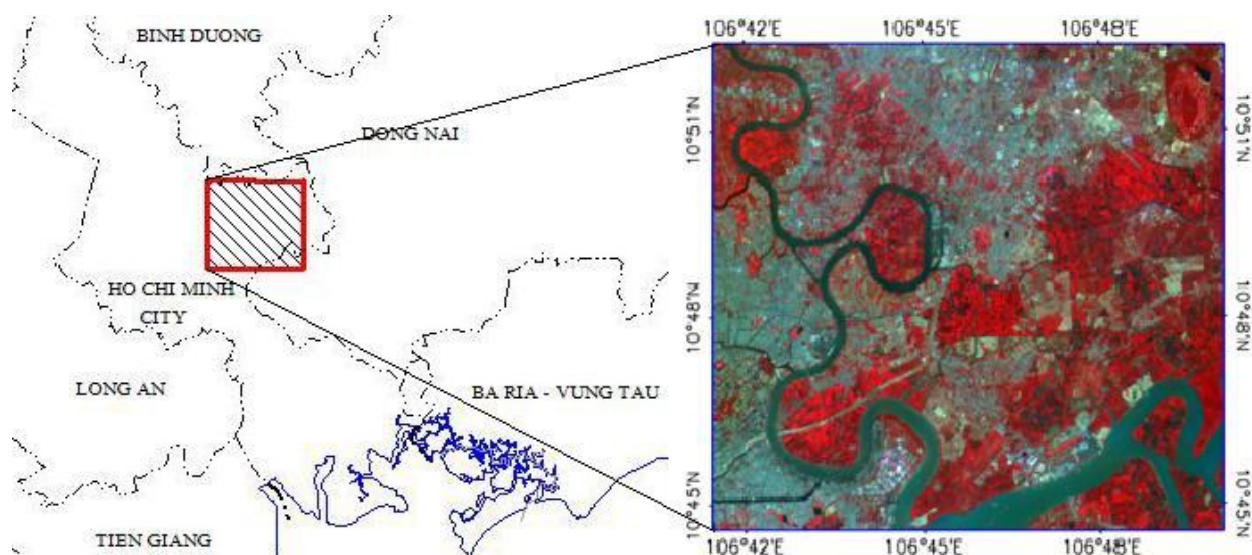 BINH DUONG
DONG NAI
HO CHI MINH
CITY
LONG AN
BA RIA - VUNG TAU
TIEN GIANG
106°42'E 106°45'E 106°48'E
10°51'N 10°51'N
10°48'N 10°48'N
10°45'N 10°45'N
106°42'E 106°45'E 106°48'E